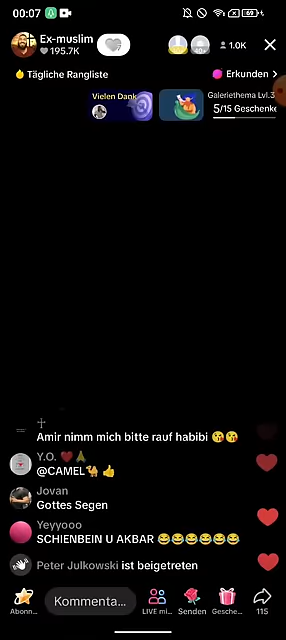 00:07
89
Ex-muslim
195.7K
1.0K
Tägliche Rangliste
Erkunden
Vielen Dank
Galeriethema Lvl.3
5/15 Geschenke
Amir nimm mich bitte rauf habibi 😘😘
Y.O. ❤️🙏
@CAMEL🐪 👍
Jovan
Gottes Segen
Yeyyooo
SCHIENBEIN U AKBAR 😂😂😂😂😂😂
Peter Julkowski ist beigetreten
Kommenta...
Abonn...
LIVE mi...
Senden
Gesche...
115